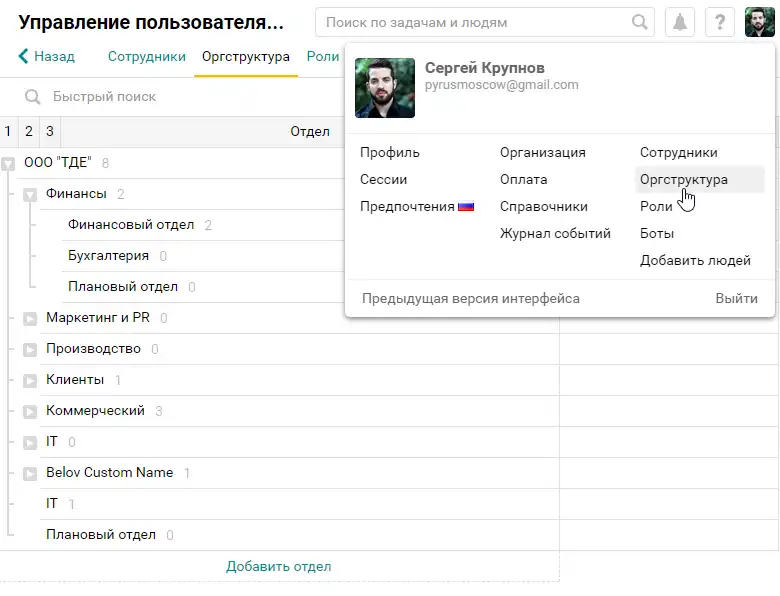 Управление пользователя...
Поиск по задачам и людям
?
Назад Сотрудники Оргструктура Роли
Быстрый поиск
1 2 3 Отдел
Сергей Крупнов
pyrusmoscow@gmail.com
Профиль Организация Сотрудники
Сессии Оплата Оргструктура
Предпочтения Справочники Роли
Журнал событий Боты
Добавить людей
Предыдущая версия интерфейса Выйти
ООО "ТДЕ" 8
Финансы 2
Финансовый отдел 2
Бухгалтерия 0
Плановый отдел 0
Маркетинг и PR 0
Производство 0
Клиенты 1
Коммерческий 3
IT 0
Belov Custom Name 1
IT 1
Плановый отдел 0
Добавить отдел